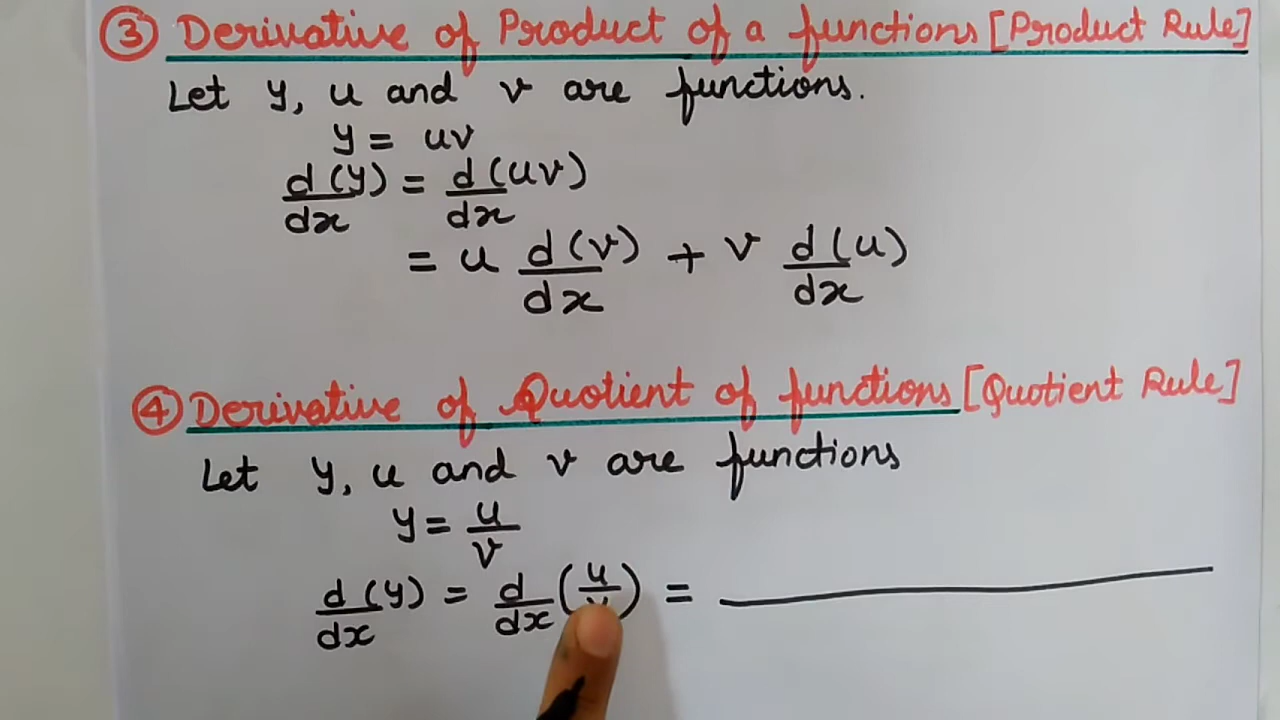 ③ Derivative of Product of a functions [Product Rule]
Let y, u and v are functions.
y = uv
d(y)/dx = d(uv)/dx
= u d(v)/dx + v d(u)/dx
④ Derivative of Quotient of functions [Quotient Rule]
Let y, u and v are functions
y = u/v
d(y)/dx = d/dx (u/v) =